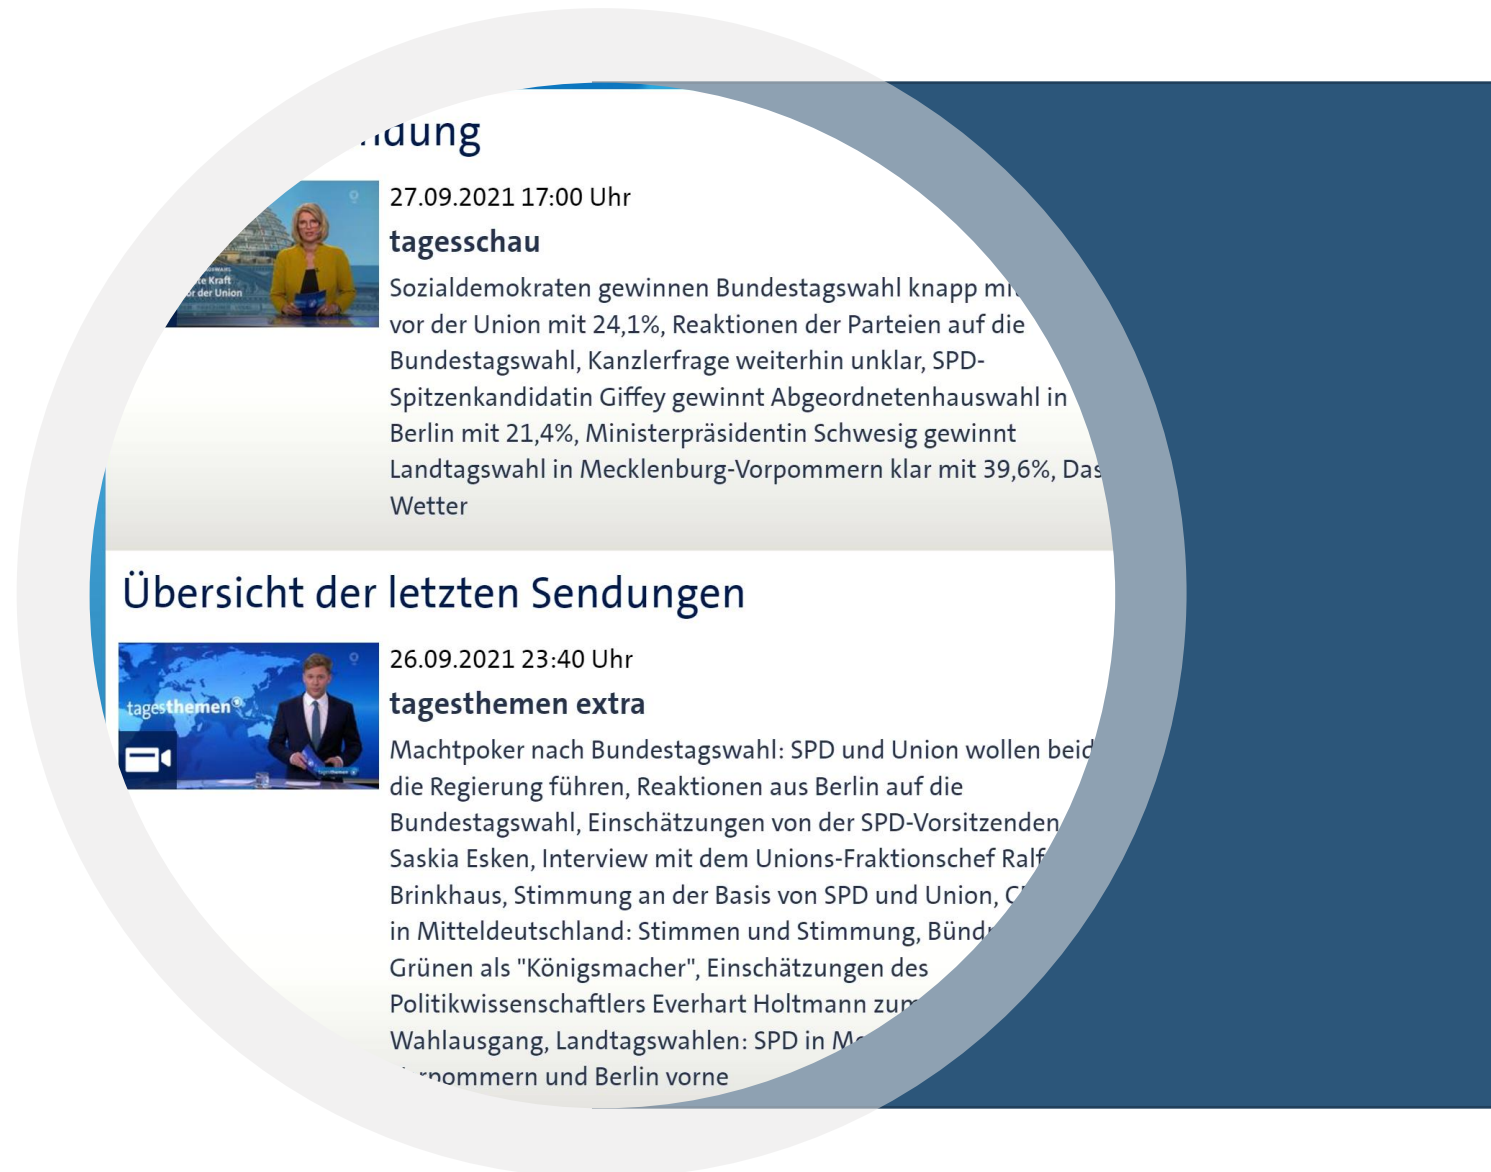 27.09.2021 17:00 Uhr
tagesschau
te Kraft
or der Union
Sozialdemokraten gewinnen Bundestagswahl knapp
vor der Union mit 24,1%, Reaktionen der Parteien auf die
Bundestagswahl, Kanzlerfrage weiterhin unklar, SPD-
Spitzenkandidatin Giffey gewinnt Abgeordnetenhauswahl in
Berlin mit 21,4%, Ministerpräsidentin Schwesig gewinnt
Landtagswahl in Mecklenburg-Vorpommern klar mit 39,6%, Das
Wetter
Übersicht der letzten Sendungen
26.09.2021 23:40 Uhr
tagesthemen
tagesthemen extra
Machtpoker nach Bundestagswahl: SPD und Union wollen beid
die Regierung führen, Reaktionen aus Berlin auf die
Bundestagswahl, Einschätzungen von der SPD-Vorsitzenden
Saskia Esken, Interview mit dem Unions-Fraktionschef Ralf
Brinkhaus, Stimmung an der Basis von SPD und Union,
in Mitteldeutschland: Stimmen und Stimmung,
Grünen als "Königsmacher", Einschätzungen des
Politikwissenschaftlers Everhart Holtmann
Wahlausgang, Landtagswahlen: SPD in
und Berlin vorne